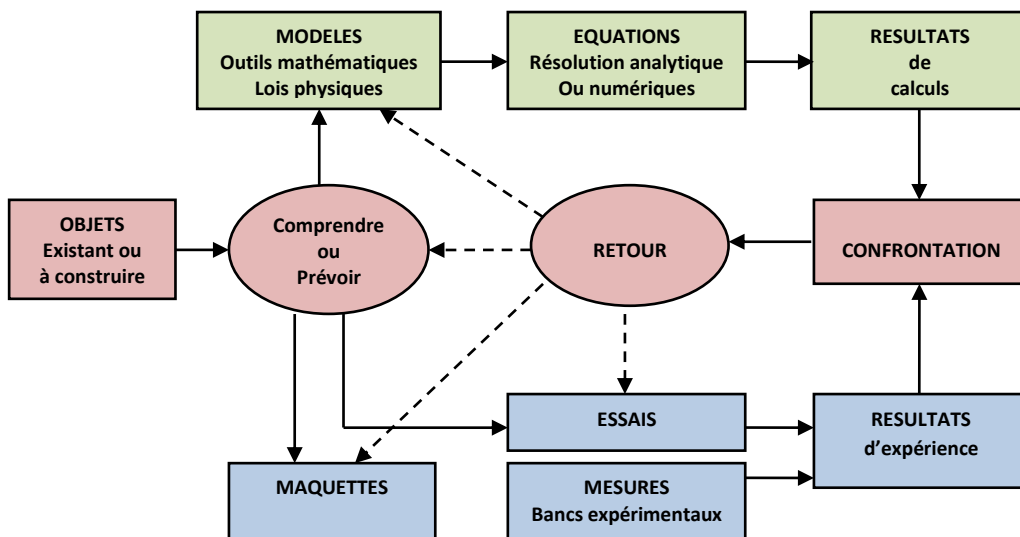 MODELES
Outils mathématiques
Lois physiques
EQUATIONS
Résolution analytique
Ou numériques
RESULTATS
de
calculs
OBJETS
Existant ou
à construire
Comprendre
ou
Prévoir
RETOUR
CONFRONTATION
ESSAIS
RESULTATS
d’expérience
MAQUETTES
MESURES
Bancs expérimentaux